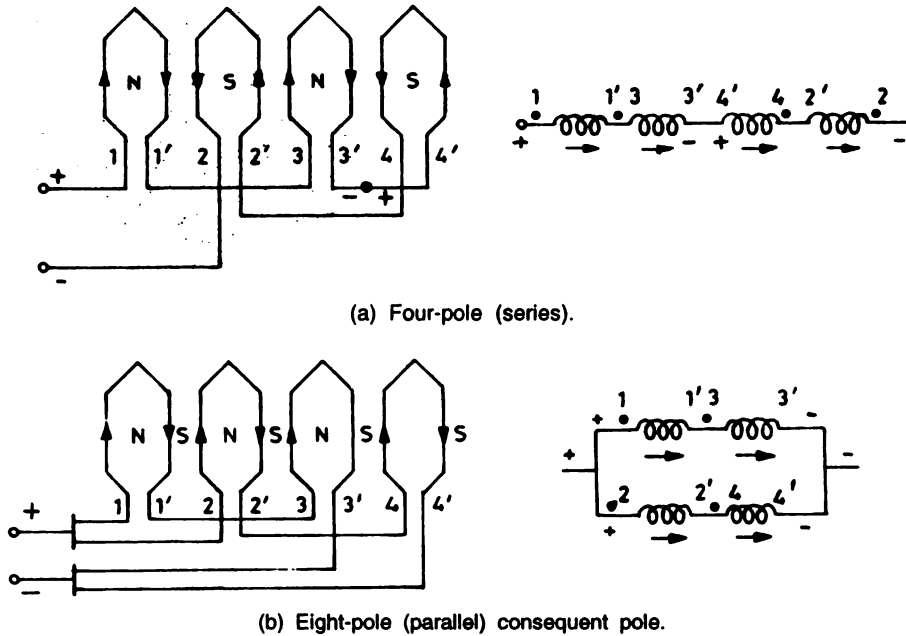 N S N S
1 1' 2 2' 3 3' 4 4'
+
- +
-
1 1' 3 3' 4' 4 2' 2
+ - + -
(a) Four-pole (series).
N S N S N S S
1 1' 2 2' 3 3' 4 4'
+
-
1 1' 3 3'
+ -
+ -
2 2' 4 4'
+ -
(b) Eight-pole (parallel) consequent pole.